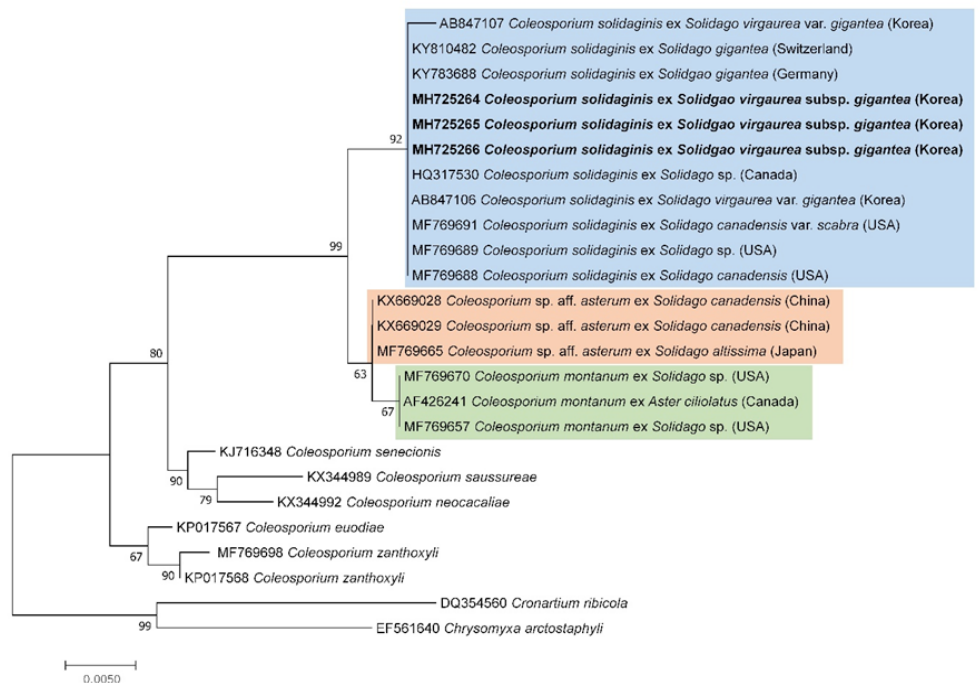 AB847107 Coleosporium solidaginis ex Solidago virgaurea var. gigantea (Korea)
KY810482 Coleosporium solidaginis ex Solidago gigantea (Switzerland)
KY783688 Coleosporium solidaginis ex Solidgao gigantea (Germany)
MH725264 Coleosporium solidaginis ex Solidgao virgaurea subsp. gigantea (Korea)
MH725265 Coleosporium solidaginis ex Solidgao virgaurea subsp. gigantea (Korea)
92
MH725266 Coleosporium solidaginis ex Solidgao virgaurea subsp. gigantea (Korea)
HQ317530 Coleosporium solidaginis ex Solidago sp. (Canada)
AB847106 Coleosporium solidaginis ex Solidago virgaurea var. gigantea (Korea)
MF769691 Coleosporium solidaginis ex Solidago canadensis var. scabra (USA)
99
MF769689 Coleosporium solidaginis ex Solidago sp. (USA)
MF769688 Coleosporium solidaginis ex Solidago canadensis (USA)
KX669028 Coleosporium sp. aff. asterum ex Solidago canadensis (China)
KX669029 Coleosporium sp. aff. asterum ex Solidago canadensis (China)
80
MF769665 Coleosporium sp. aff. asterum ex Solidago altissima (Japan)
63
MF769670 Coleosporium montanum ex Solidago sp. (USA)
AF426241 Coleosporium montanum ex Aster ciliolatus (Canada)
67
MF769657 Coleosporium montanum ex Solidago sp. (USA)
KJ716348 Coleosporium senecionis
90
KX344989 Coleosporium saussureae
79
KX344992 Coleosporium neocacaliae
KP017567 Coleosporium euodiae
67
MF769698 Coleosporium zanthoxyli
90
KP017568 Coleosporium zanthoxyli
DQ354560 Cronartium ribicola
99
EF561640 Chrysomyxa arctostaphyli
0.0050